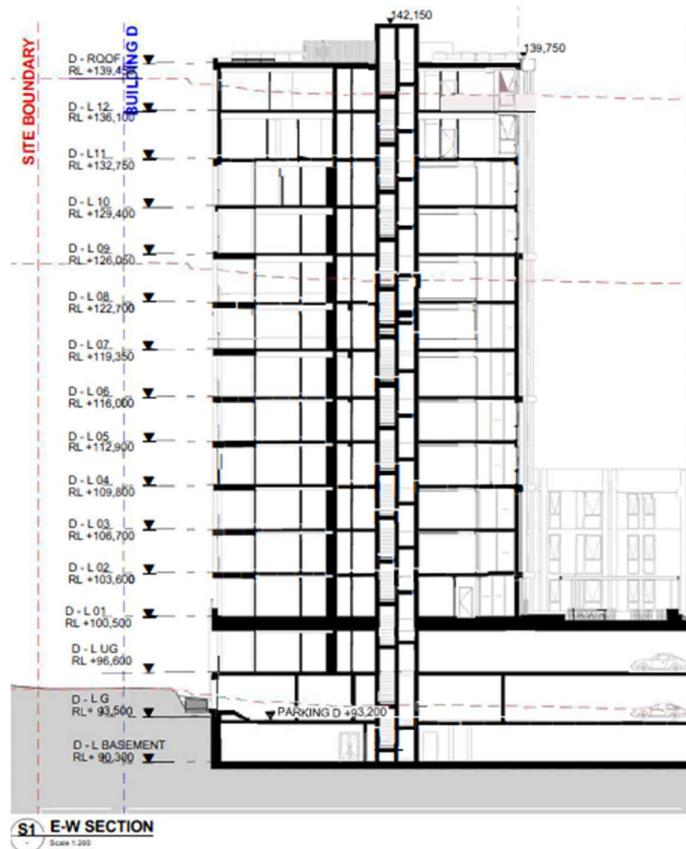 142,150
139,750
SITE BOUNDARY
BUILDING D
D - ROOF
RL +139,450
D - L 12
RL +136,100
D - L11
RL +132,750
D - L 10
RL +129,400
D - L 09
RL +126,050
D - L 08
RL +122,700
D - L 07
RL +119,350
D - L 06
RL +116,000
D - L 05
RL +112,900
D - L 04
RL +109,800
D - L 03
RL +106,700
D - L 02
RL +103,600
D - L 01
RL +100,500
D - L UG
RL +96,600
D - L G
RL + 93,500
PARKING D +93,200
D - L BASEMENT
RL+ 90,300
S1 E-W SECTION
Scale 1:200